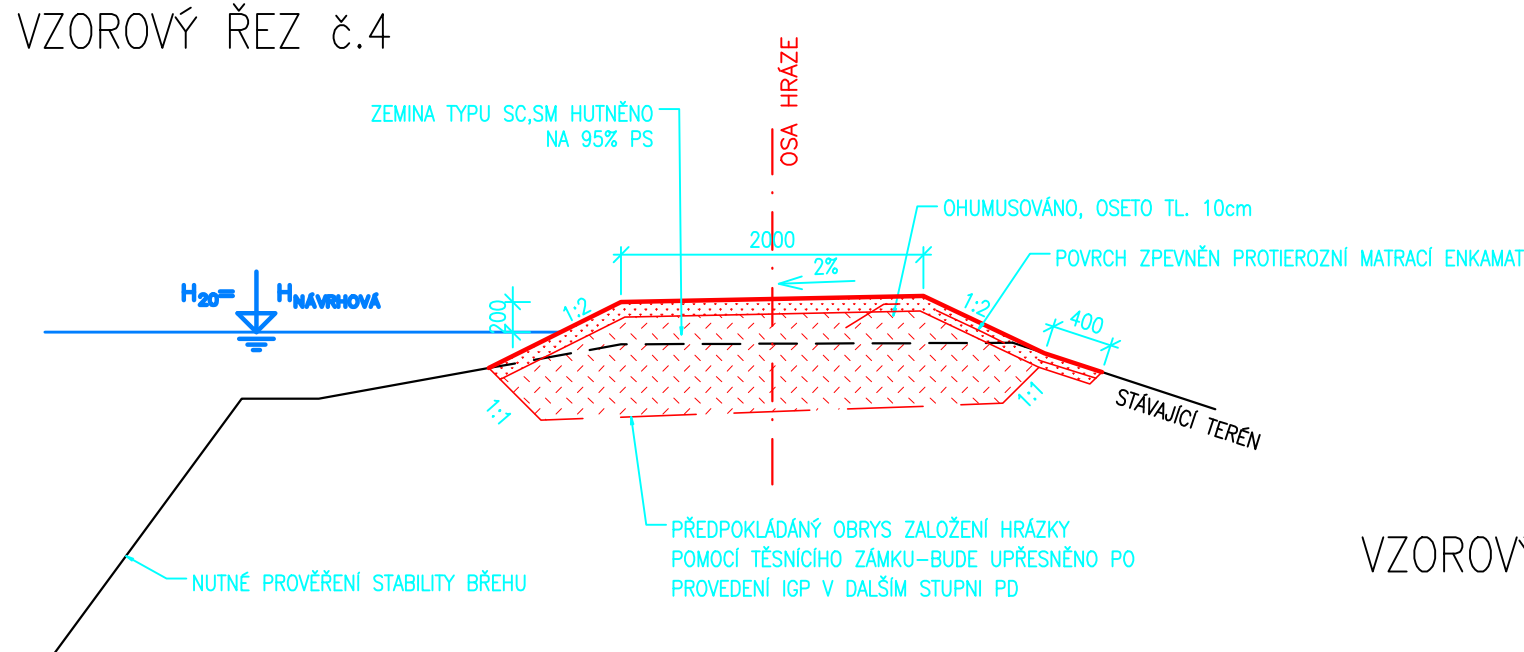 VZOROVÝ ŘEZ č.4
OSA HRÁZE
ZEMINA TYPU SC,SM HUTNĚNO
NA 95% PS
OHUMUSOVÁNO, OSETO TL. 10cm
2000
POVRCH ZPEVNĚN PROTIEROZNÍ MATRACÍ ENKAMAT
2%
H20=
HNÁVRHOVÁ
200
1:2
1:2
400
1:1
1:1
STÁVAJÍCÍ TERÉN
PŘEDPOKLÁDÁNÝ OBRYS ZALOŽENÍ HRÁZKY
POMOCÍ TĚSNÍCÍHO ZÁMKU-BUDE UPŘESNĚNO PO
PROVEDENÍ IGP V DALŠÍM STUPNI PD
NUTNÉ PROVĚŘENÍ STABILITY BŘEHU
VZOROVÝ